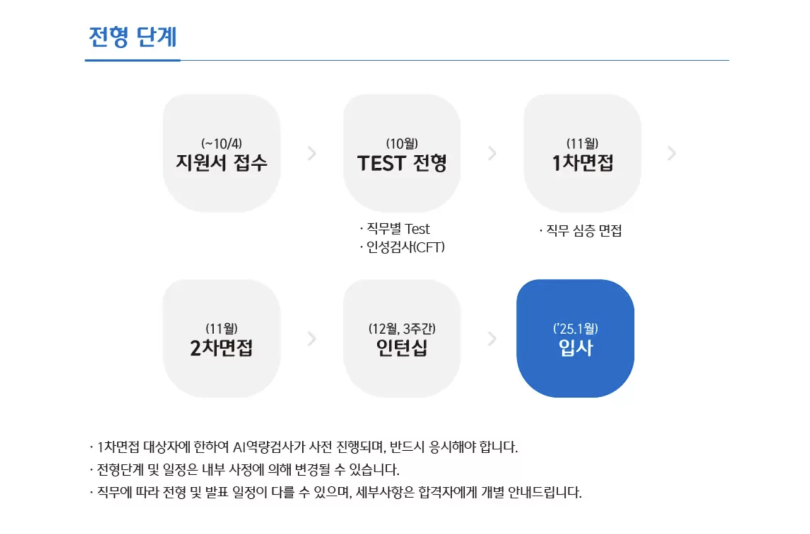 전형 단계
(~10/4)
지원서 접수
(10월)
TEST 전형
(11월)
1차면접
· 직무별 Test
· 인성검사(CFT)
· 직무 심층 면접
(11월)
2차면접
(12월, 3주간)
인턴십
('25.1월)
입사
· 1차면접 대상자에 한하여 AI역량검사가 사전 진행되며, 반드시 응시해야 합니다.
· 전형단계 및 일정은 내부 사정에 의해 변경될 수 있습니다.
· 직무에 따라 전형 및 발표 일정이 다를 수 있으며, 세부사항은 합격자에게 개별 안내드립니다.